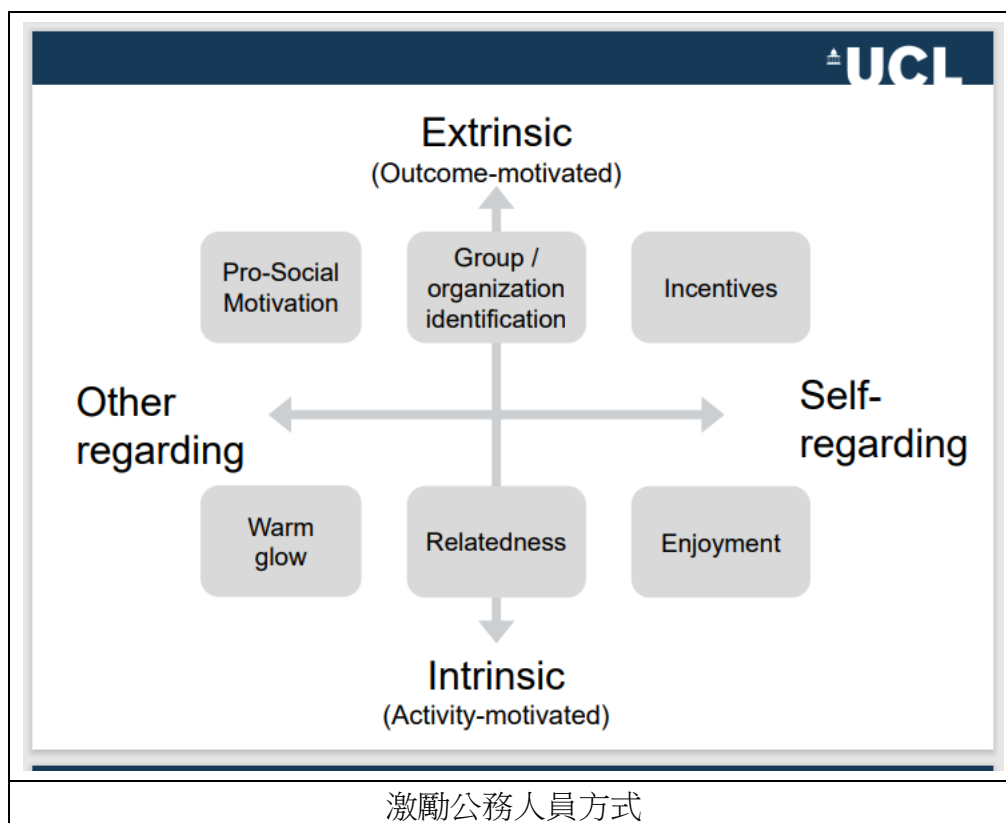 UCL
Extrinsic
(Outcome-motivated)
Pro-Social
Motivation
Group /
organization
identification
Incentives
Other
regarding
Self-
regarding
Warm
glow
Relatedness
Enjoyment
Intrinsic
(Activity-motivated)
激勵公務人員方式